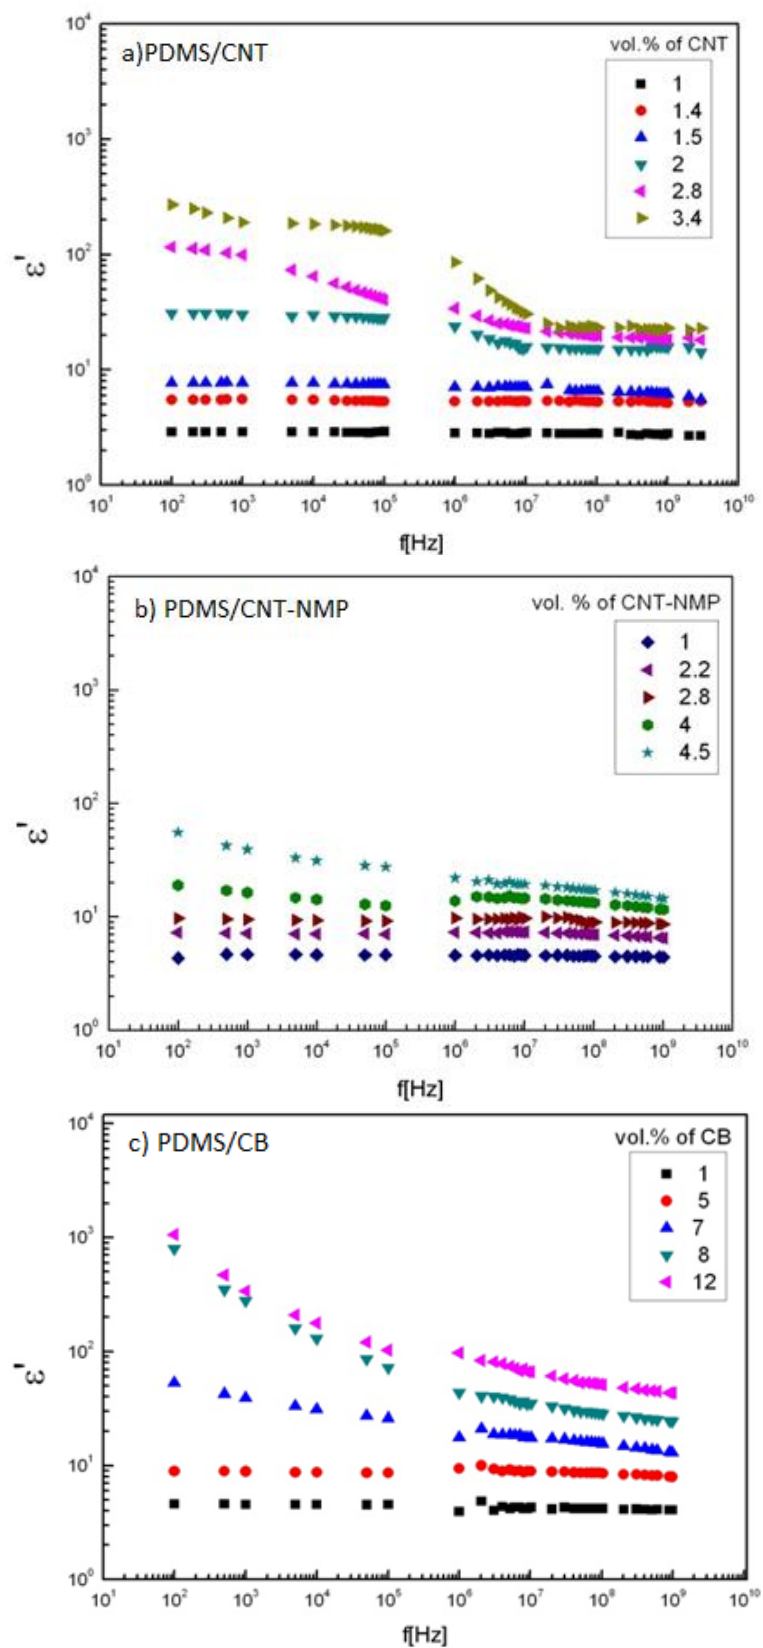 a)PDMS/CNT
vol.% of CNT
1
1.4
1.5
2
2.8
3.4
10⁴
10³
10²
10¹
10⁰
ε'
10¹ 10² 10³ 10⁴ 10⁵ 10⁶ 10⁷ 10⁸ 10⁹ 10¹⁰
f[Hz]
b) PDMS/CNT-NMP
vol. % of CNT-NMP
1
2.2
2.8
4
4.5
10⁴
10³
10²
10¹
10⁰
ε'
10¹ 10² 10³ 10⁴ 10⁵ 10⁶ 10⁷ 10⁸ 10⁹ 10¹⁰
f[Hz]
c) PDMS/CB
vol.% of CB
1
5
7
8
12
10⁴
10³
10²
10¹
10⁰
ε'
10¹ 10² 10³ 10⁴ 10⁵ 10⁶ 10⁷ 10⁸ 10⁹ 10¹⁰
f[Hz]